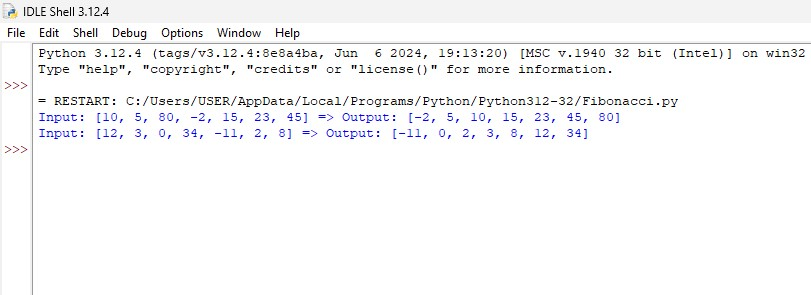 IDLE Shell 3.12.4
File Edit Shell Debug Options Window Help
Python 3.12.4 (tags/v3.12.4:8e8a4ba, Jun  6 2024, 19:13:20) [MSC v.1940 32 bit (Intel)] on win32
Type "help", "copyright", "credits" or "license()" for more information.
>>>
= RESTART: C:/Users/USER/AppData/Local/Programs/Python/Python312-32/Fibonacci.py
Input: [10, 5, 80, -2, 15, 23, 45] => Output: [-2, 5, 10, 15, 23, 45, 80]
Input: [12, 3, 0, 34, -11, 2, 8] => Output: [-11, 0, 2, 3, 8, 12, 34]
>>>